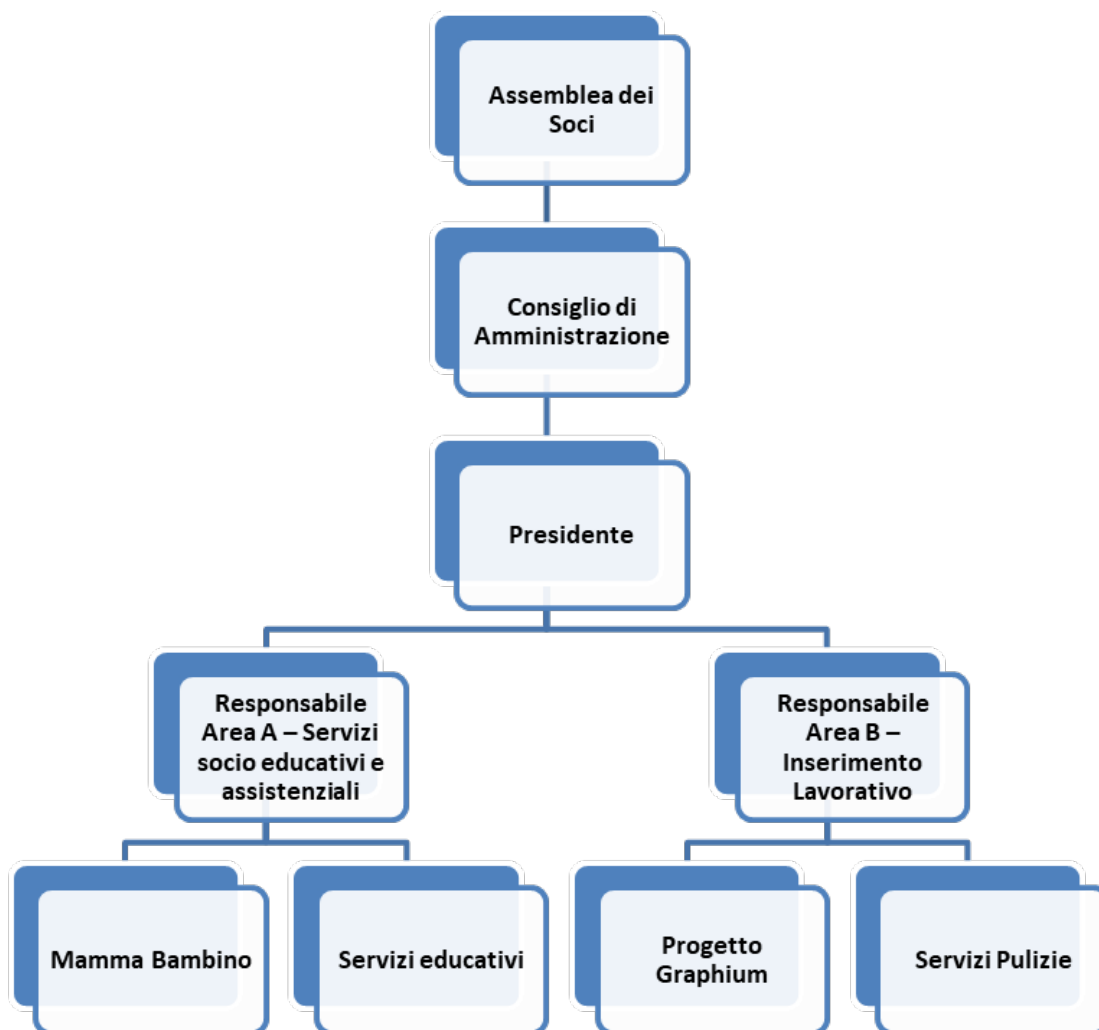 Assemblea dei
Soci
Consiglio di
Amministrazione
Presidente
Responsabile
Area A – Servizi
socio educativi e
assistenziali
Responsabile
Area B –
Inserimento
Lavorativo
Mamma Bambino
Servizi educativi
Progetto
Graphium
Servizi Pulizie